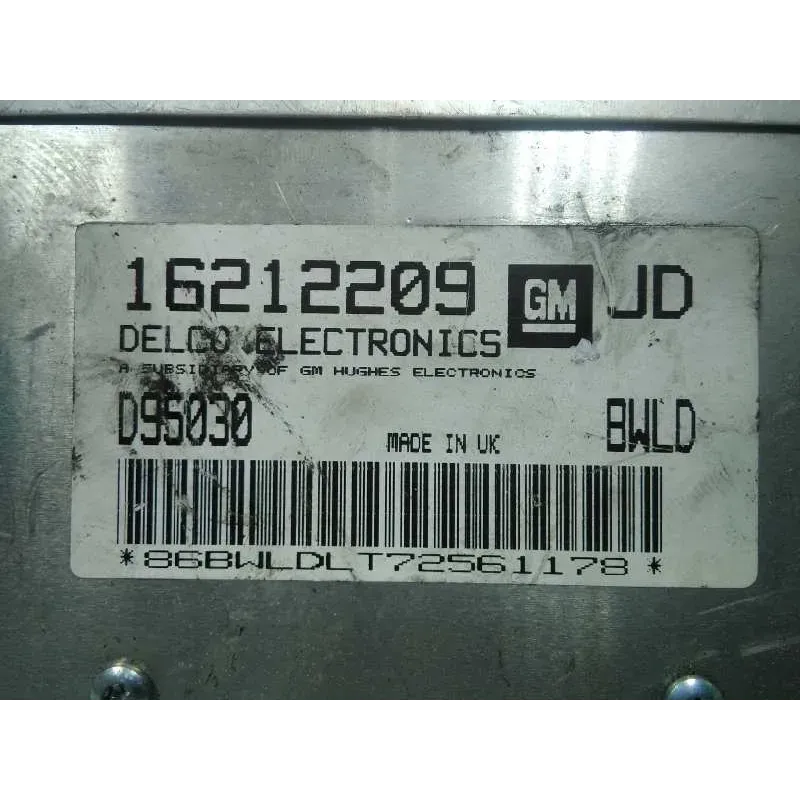 16212209 GM JD
DELCO ELECTRONICS
A SUBSIDIARY OF GM HUGHES ELECTRONICS
D95030 MADE IN UK BWLD
*86BWLDLT72561178*